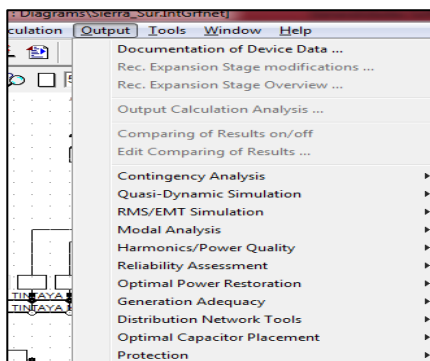 : Diagrams\Sierra_Sur.IntGrfnet]
culation Output Tools Window Help
Documentation of Device Data ...
Rec. Expansion Stage modifications ...
Rec. Expansion Stage Overview ...
Output Calculation Analysis ...
Comparing of Results on/off
Edit Comparing of Results ...
Contingency Analysis
Quasi-Dynamic Simulation
RMS/EMT Simulation
Modal Analysis
Harmonics/Power Quality
Reliability Assessment
Optimal Power Restoration
Generation Adequacy
Distribution Network Tools
Optimal Capacitor Placement
Protection
TINTAYA
TINTAYA